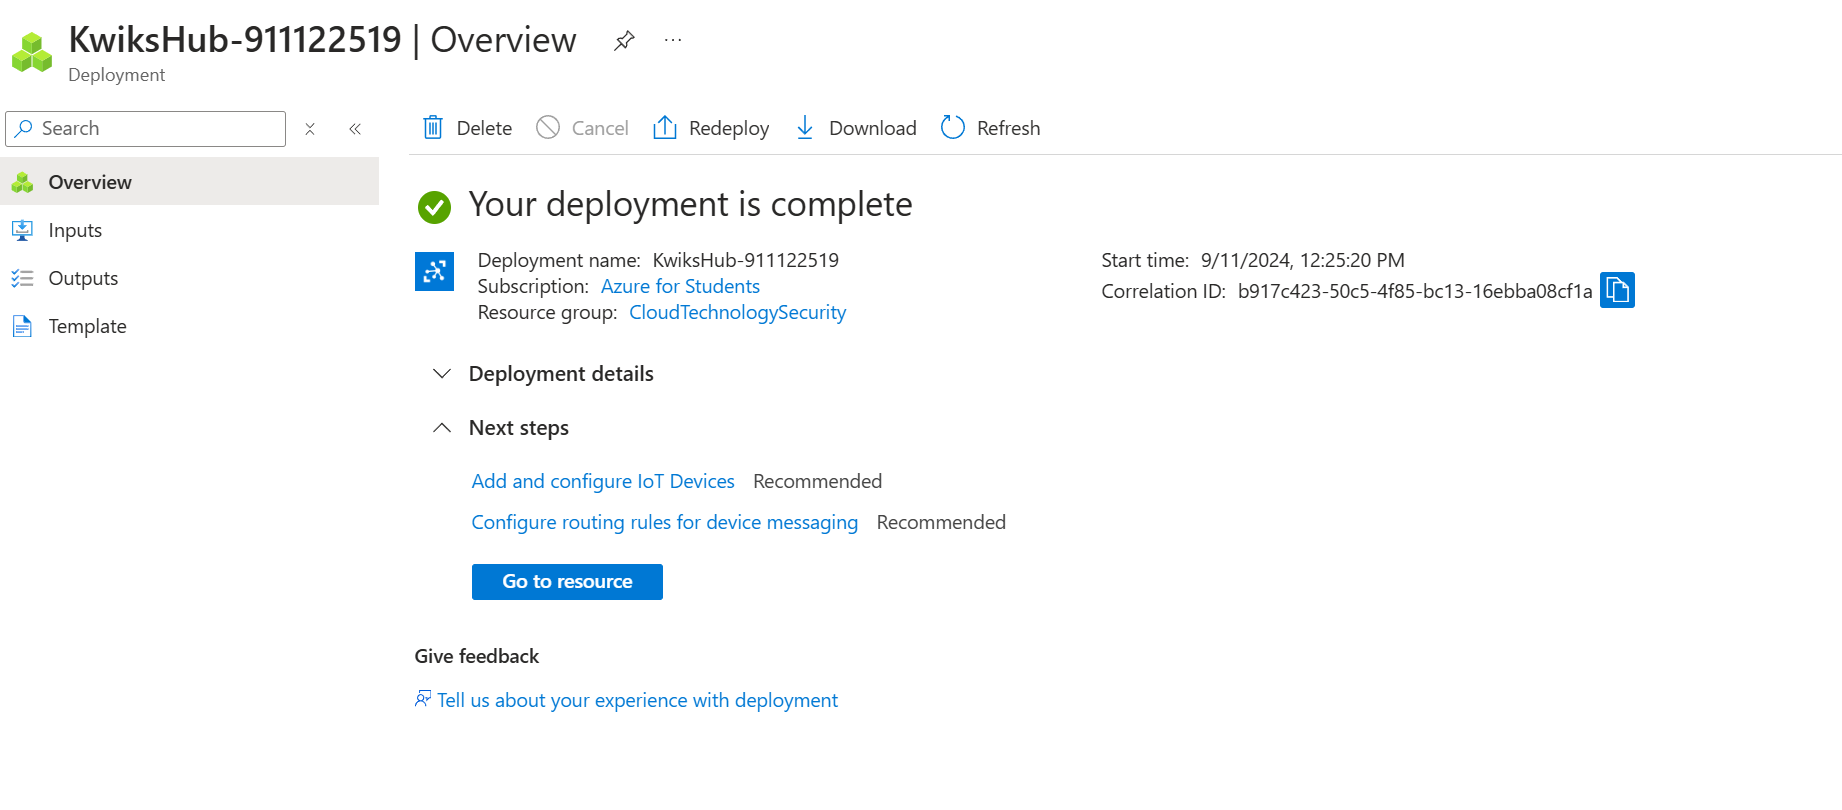 KwiksHub-911122519 | Overview
Deployment
Search
Overview
Inputs
Outputs
Template
Delete Cancel Redeploy Download Refresh
Your deployment is complete
Deployment name: KwiksHub-911122519
Subscription: Azure for Students
Resource group: CloudTechnologySecurity
Start time: 9/11/2024, 12:25:20 PM
Correlation ID: b917c423-50c5-4f85-bc13-16ebba08cf1a
Deployment details
Next steps
Add and configure IoT Devices Recommended
Configure routing rules for device messaging Recommended
Go to resource
Give feedback
Tell us about your experience with deployment